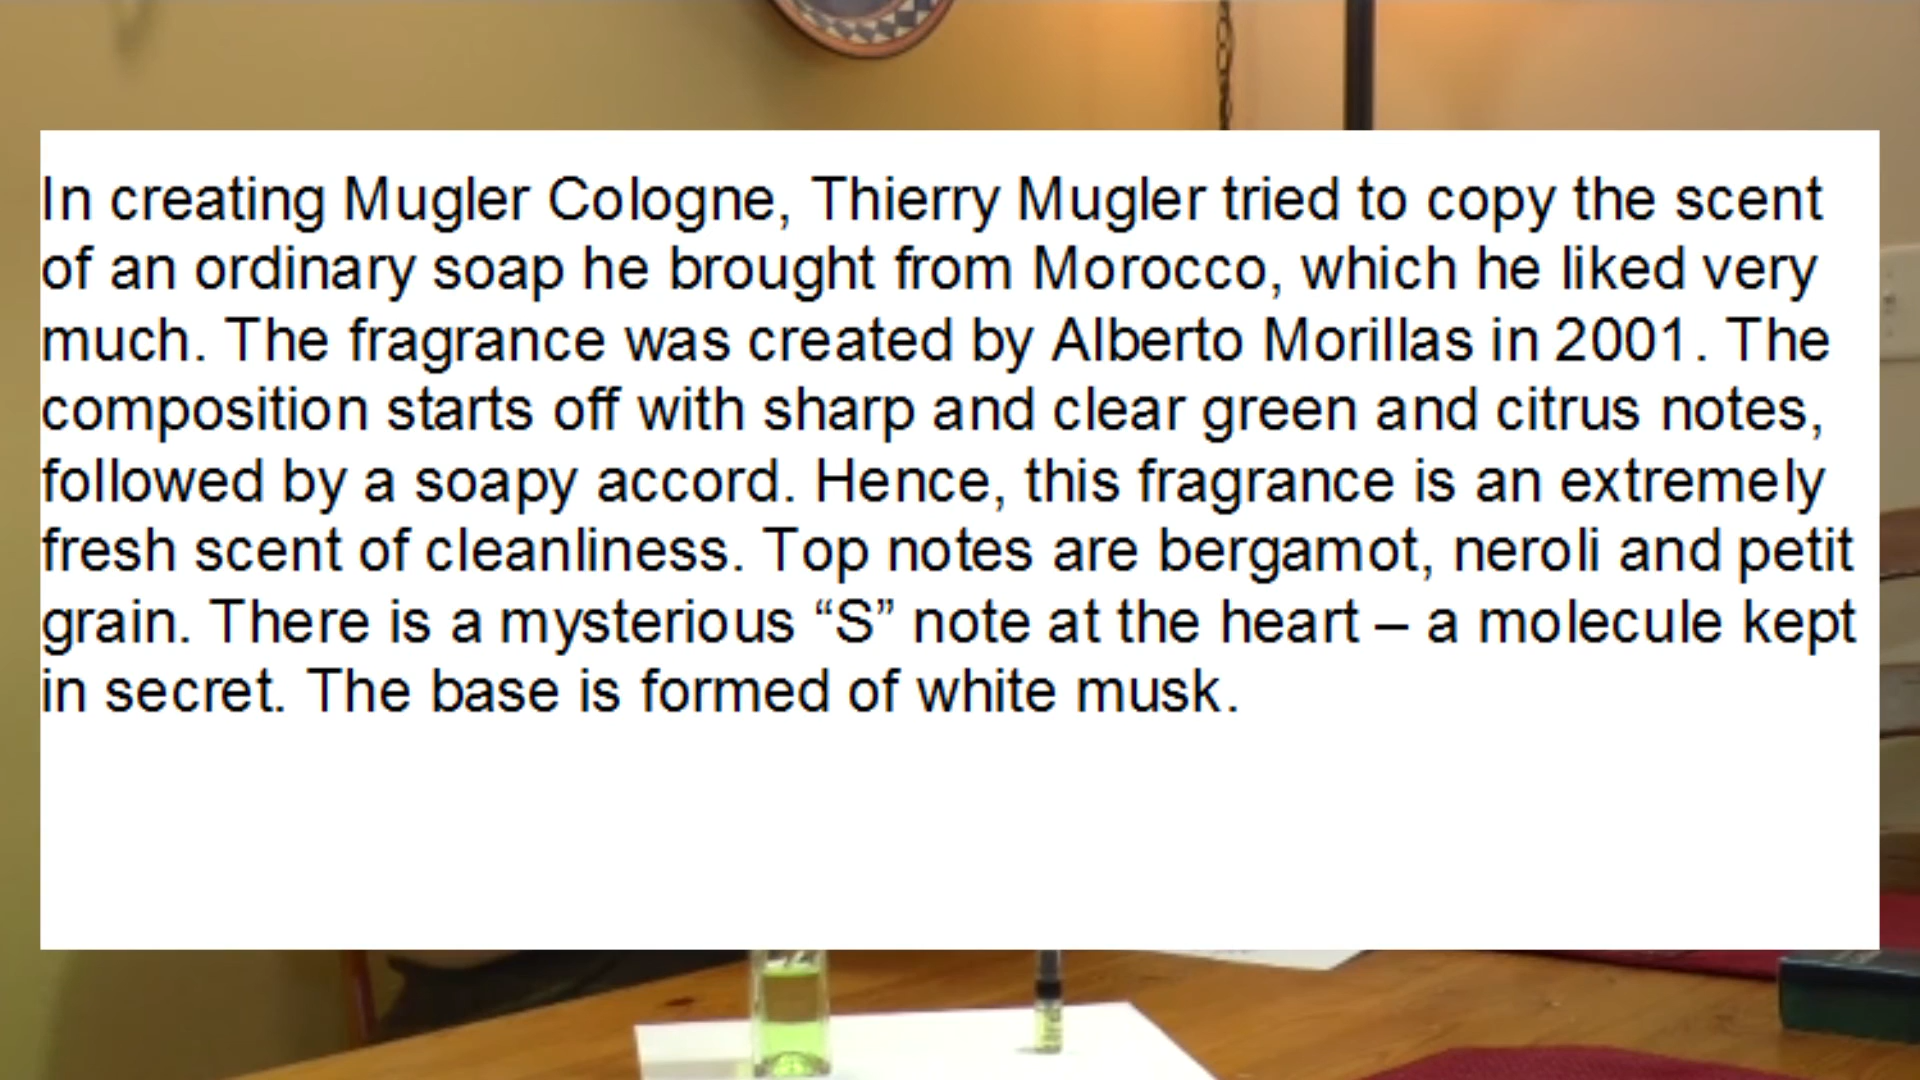 In creating Mugler Cologne, Thierry Mugler tried to copy the scent
of an ordinary soap he brought from Morocco, which he liked very
much. The fragrance was created by Alberto Morillas in 2001. The
composition starts off with sharp and clear green and citrus notes,
followed by a soapy accord. Hence, this fragrance is an extremely
fresh scent of cleanliness. Top notes are bergamot, neroli and petit
grain. There is a mysterious “S” note at the heart – a molecule kept
in secret. The base is formed of white musk.